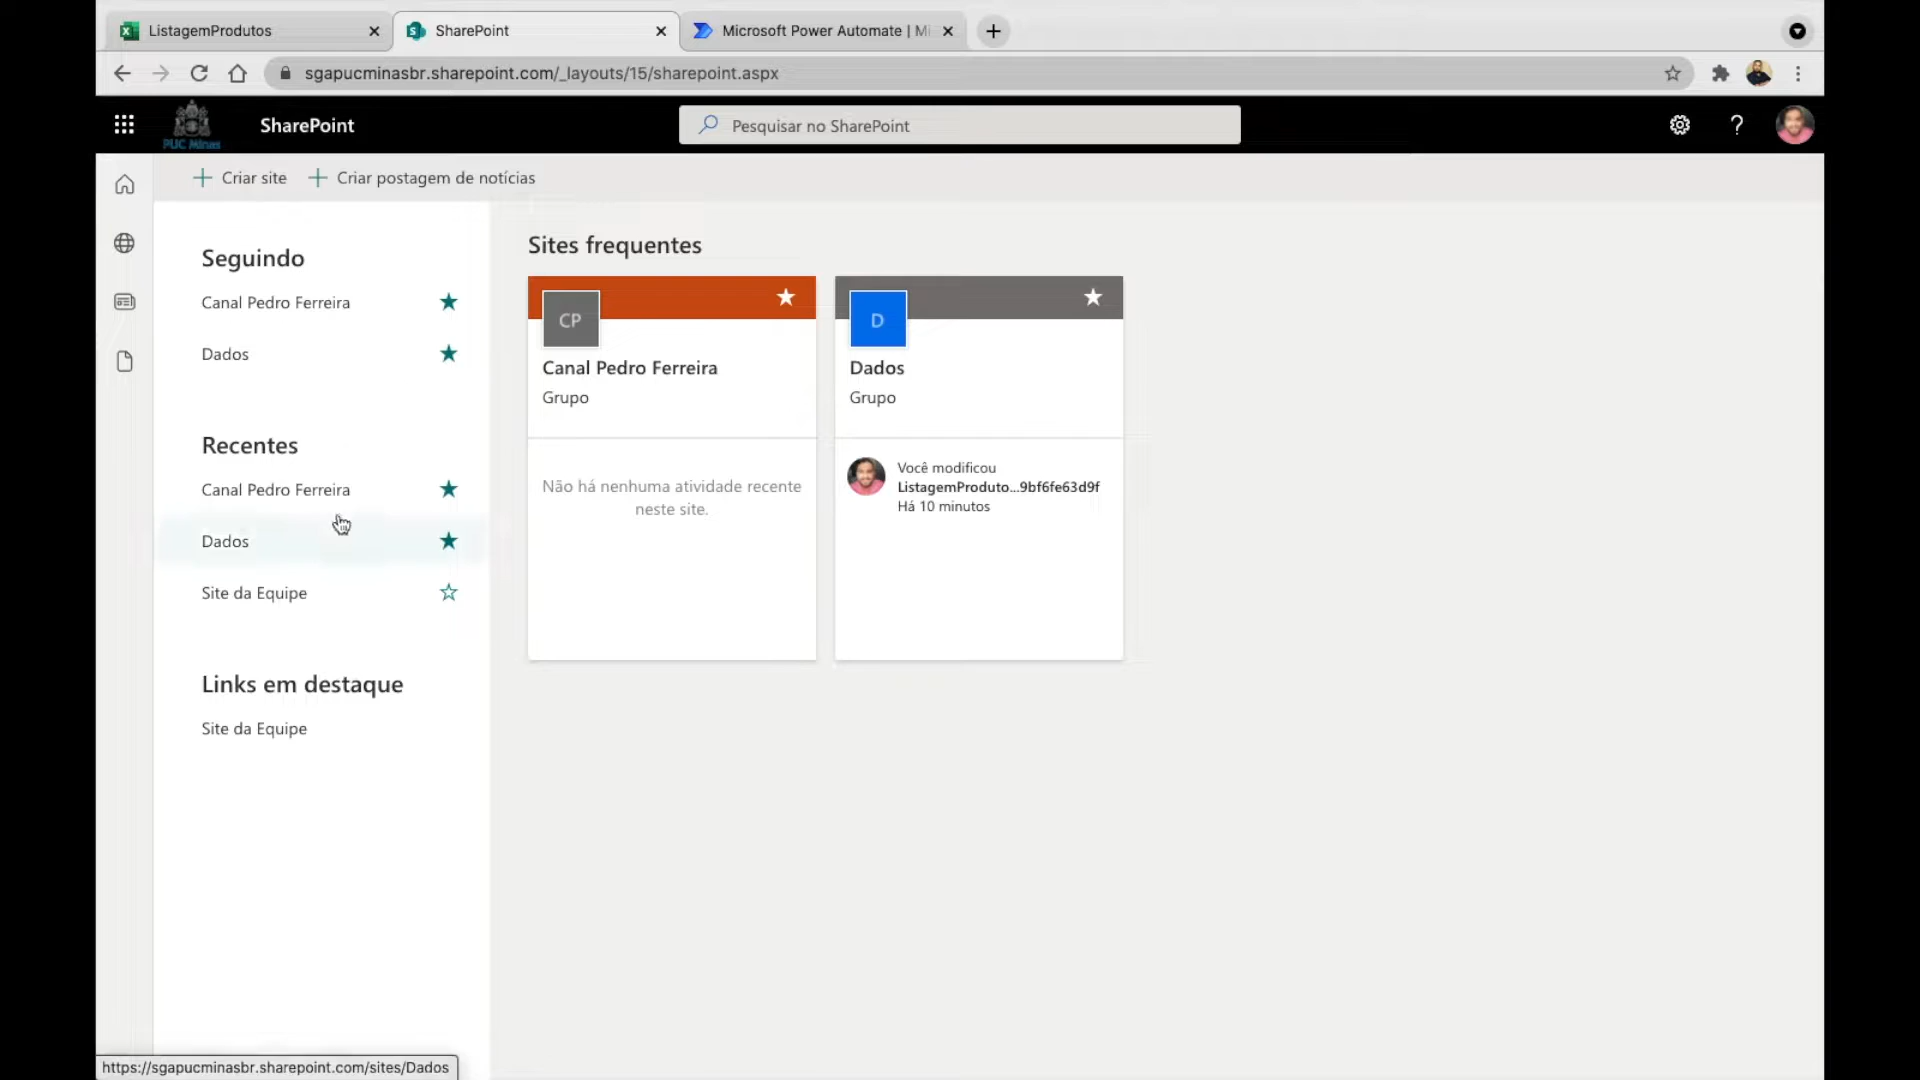 ListagemProdutos
SharePoint
Microsoft Power Automate | Mi
sgapucminasbr.sharepoint.com/_layouts/15/sharepoint.aspx
PUC Minas
SharePoint
Pesquisar no SharePoint
?
Criar site
Criar postagem de notícias
Seguindo
Canal Pedro Ferreira
Dados
Recentes
Canal Pedro Ferreira
Dados
Site da Equipe
Links em destaque
Site da Equipe
Sites frequentes
CP
Canal Pedro Ferreira
Grupo
Não há nenhuma atividade recente
neste site.
D
Dados
Grupo
Você modificou
ListagemProduto...9bf6fe63d9f
Há 10 minutos
https://sgapucminasbr.sharepoint.com/sites/Dados